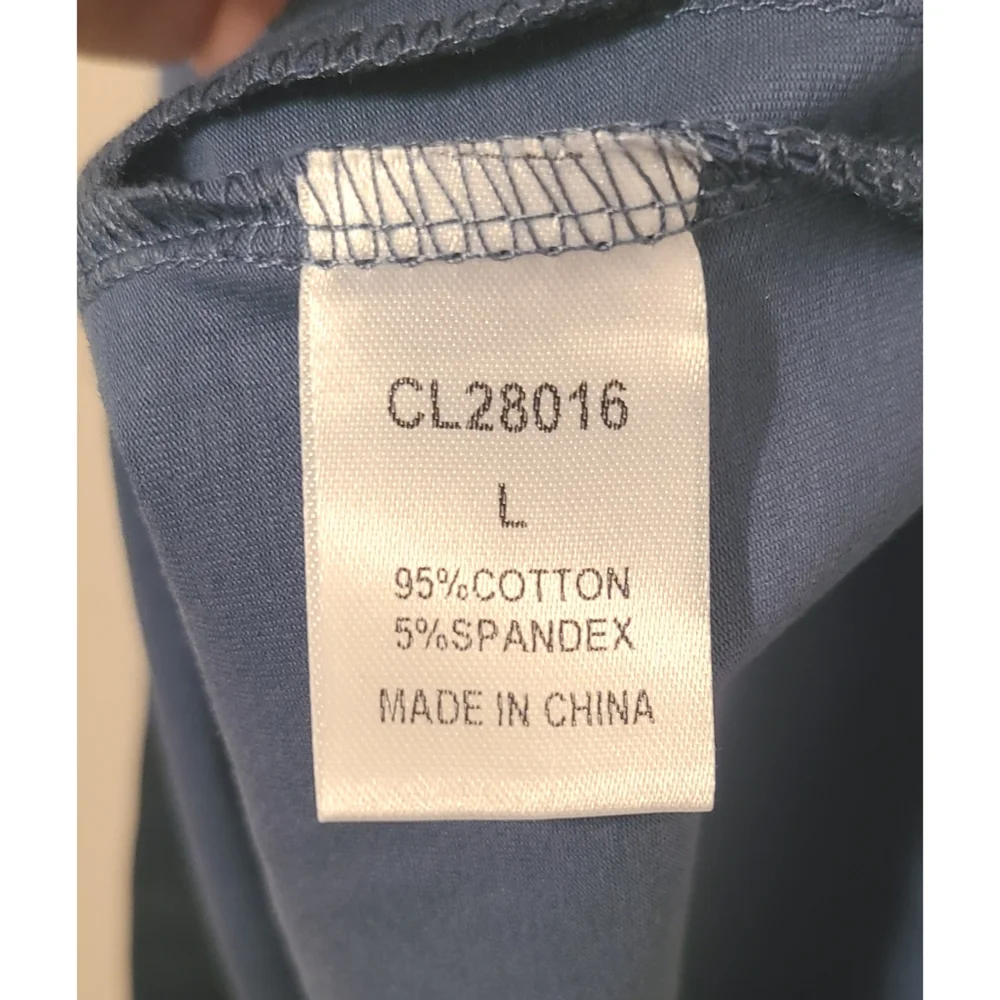 CL28016
L
95%COTTON
5%SPANDEX
MADE IN CHINA